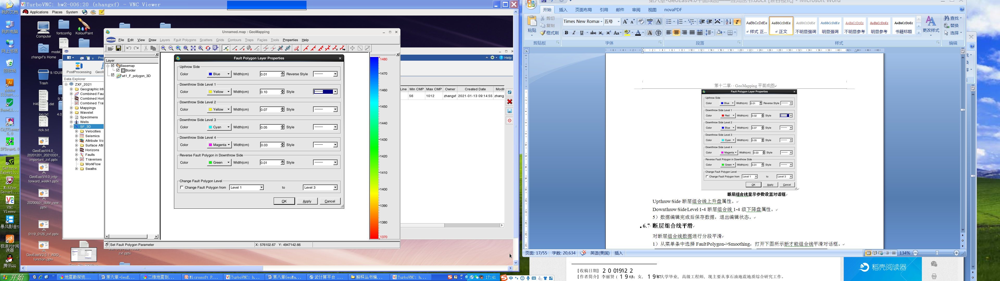 TurboVNC: hw2-006:20 (zhangxf) - VNC Viewer
Applications Places System
我的文档
我的电脑
网上邻居
回收站
Adobe Illust...
BaseLi...
CAJViewer 6.0
DFDraw4.0
GeForce Experi...
McAfee Securi...
VNC Viewer
暴风影音5
极速PDF阅读器
腾讯QQ
Computer
fontconfig
KolourPaint
zhangxf's Home
Trash
log.txt
rick.txt
GeoEastV4.0_20201201_20210331_important_zxf.pptx
GeoEastV4.0_intp-forward_week1.pptx
20200501_duibi_new.pptx
0119_0126_zxf.pptx
GeoEastV3.5.1_ADD_function.pptx
PostProcessing
Data Explorer
ZXF_2021
Geographic Inf
Combined Fau
Combined Hori
Combined Tra
Mappings
Wavelet
Specimens
Wells
SF_3D
Velocities
Seismics
Attribute Vo
Surface Attr
Horizons
Faults
Traverses
WorkFlow
Swaths
Unnamed.map : GeoMapping
File Edit View Draw Layers Fault Polygons Scatters Grids Contours Traps Facies Tools Properties Help
Layer
Basemap
Border
wt1_F_polygon_3D
Fault Polygon Layer Properties
Upthrow Side
Color Blue Width(cm) 0.01 Reverse Style
Downthrow Side Level 1
Color Yellow Width(cm) 0.10 Style
Downthrow Side Level 2
Color Yellow Width(cm) 0.07 Style
Downthrow Side Level 3
Color Cyan Width(cm) 0.05 Style
Downthrow Side Level 4
Color Magenta Width(cm) 0.03 Style
Reverse Fault Polygon in Downthrow Side
Color Green Width(cm) 0.01 Style
Change Fault Polygon Level
Change Fault Polygon from Level 1 to Level 3
OK Apply Cancel
1480
1470
1460
1450
1440
1430
1420
1410
1400
1390
1380
1370
Set Fault Polygon Parameter X: 576102.67 Y: 4947142.66
Help
Line Min CMP Max CMP Owner Created Date Modif
56 1012 zhangxf 2021-01-13 09:14:55 zhang
第六章-GeoEast4.0平面成图——应用丛书.docx [兼容模式] - Microsoft Word
开始 插入 页面布局 引用 邮件 审阅 视图 novaPDF
粘贴 剪切 复制 格式刷
Times New Romar 五号
AaBbCcDdEe AaBbCcDdEe AaBbCcDdEe AaBbCcDdEe AaBbCcDdEe AaBbCcDdEe AaBbCcDdEe
样式 正... 正文 不明显强调 明显强调 不明显参考 明显参考 书籍标题
更改样式
查找
替换
选择
剪贴板 字体 段落 样式 编辑
第十二章··GeoMapping 平面成图
Fault Polygon Layer Properties
Upthrow Side
Color Blue Width(cm) 0.01 Reverse Style
Downthrow Side Level 1
Color Red Width(cm) 0.02 Style
Downthrow Side Level 2
Color Blue Width(cm) 0.07 Style
Downthrow Side Level 3
Color Cyan Width(cm) 0.05 Style
Downthrow Side Level 4
Color Magenta Width(cm) 0.03 Style
Reverse Fault Polygon in Downthrow Side
Color Green Width(cm) 0.01 Style
Change Fault Polygon Level
Change Fault Polygon from Level 1 to Level 3
OK Apply Cancel
断层组合线显示参数设置对话框
Upthrow·Side·断层组合线上升盘属性。
Downthrow·Side·Level·1-4 断层组合线 1-4 级下降盘属性。
5）数据编辑完成后保存数据，退出编辑状态。
6.7·断层组合线平滑
对断层组合线数据进行分段平滑
1）从菜单条中选择 Fault·Polygon->Smoothing，打开下图所示断才能组合线平滑对话框。
页面: 17/55 字数: 20,634 英语(美国) 插入 134%
[收稿日期]
[作者简介] 李丽贤
女，
大学毕业，高级工程师，现主要从事石油地震地质综合研究工作。
稻壳阅读器
开始 地震勘探资... 第六章-GeoE... 二维地震剖... Microsoft P... TurboVNC: h... 第八章GeoMa... 云计算平台 ... 解释丛书编... TurboVNC: h... 17:41